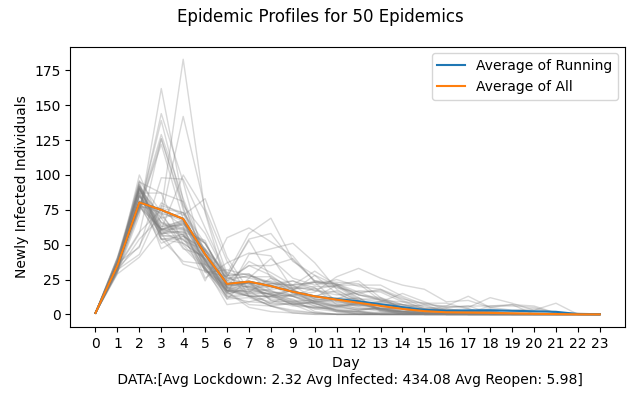 Epidemic Profiles for 50 Epidemics
Average of Running
Average of All
Newly Infected Individuals
175
150
125
100
75
50
25
0
0 1 2 3 4 5 6 7 8 9 10 11 12 13 14 15 16 17 18 19 20 21 22 23
Day
DATA:[Avg Lockdown: 2.32 Avg Infected: 434.08 Avg Reopen: 5.98]